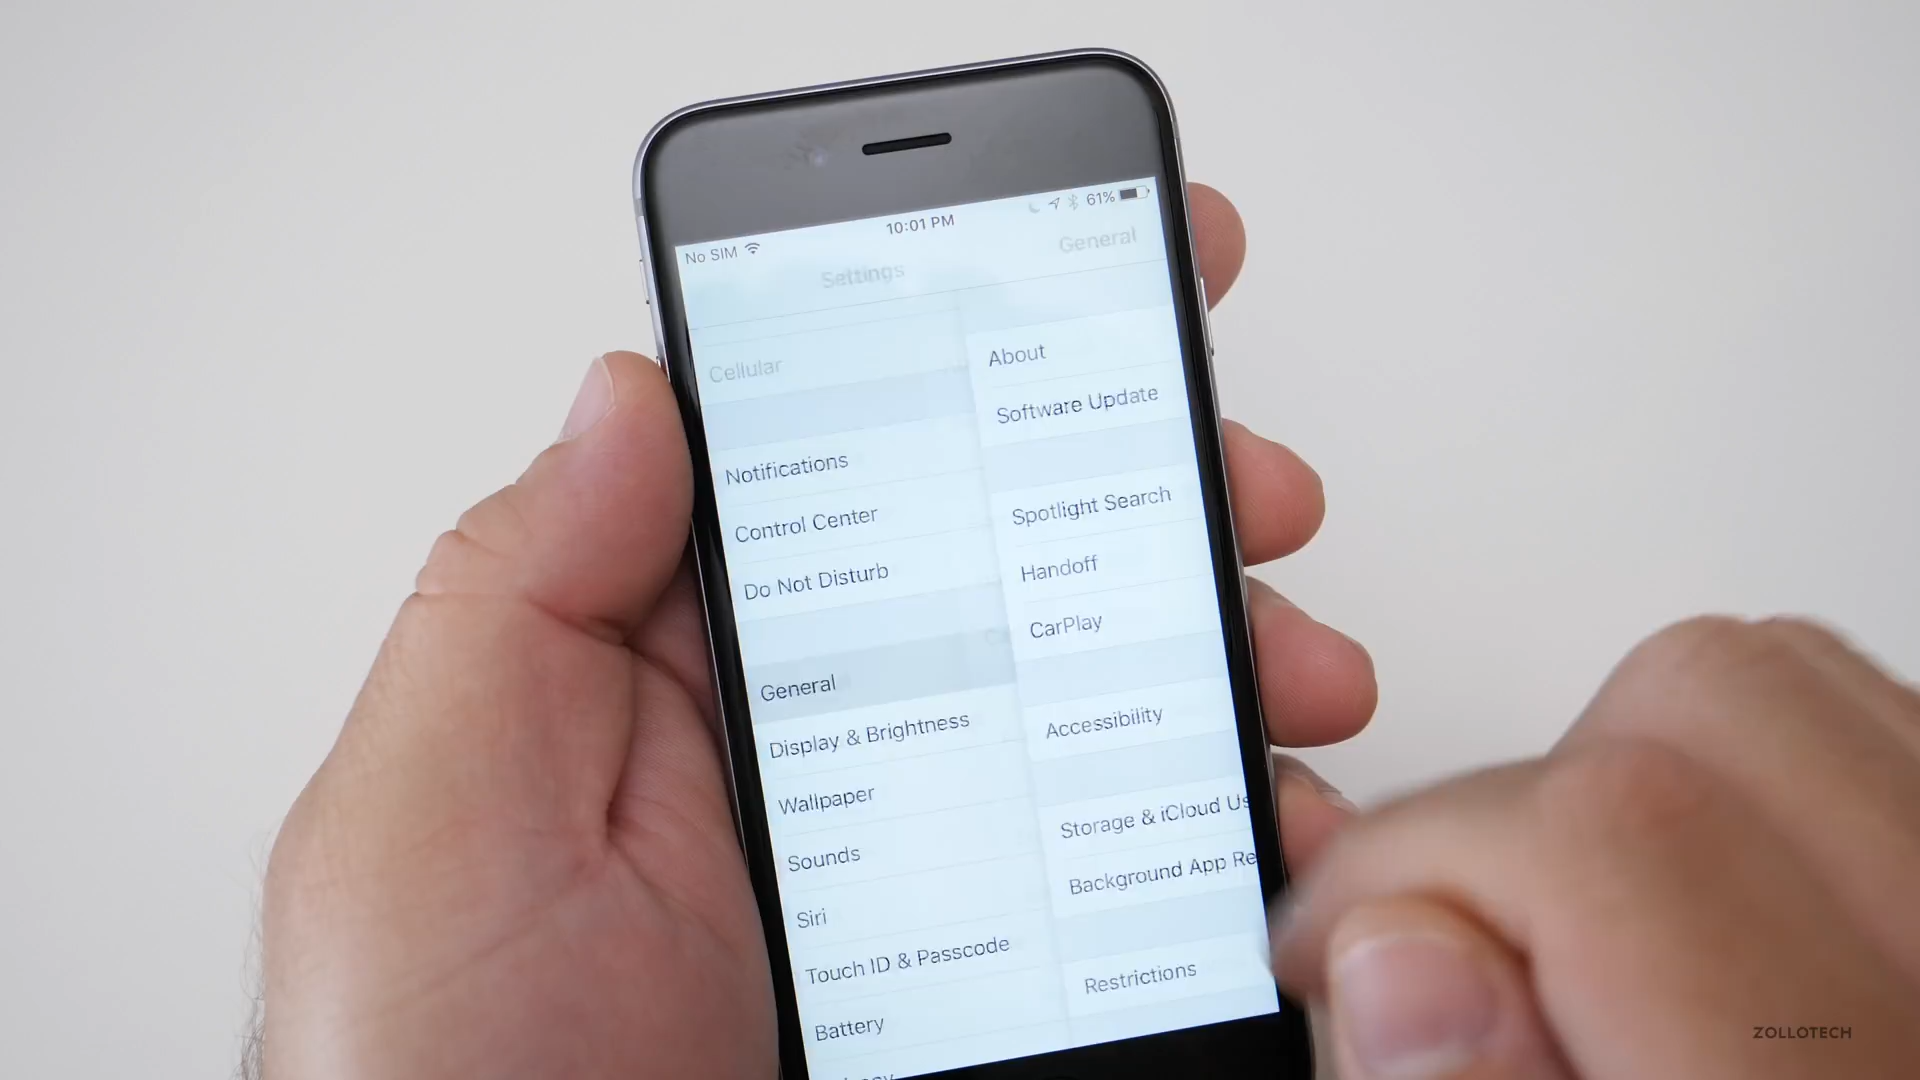 No SIM
10:01 PM
61%
Settings
General
Cellular
Notifications
Control Center
Do Not Disturb
General
Display & Brightness
Wallpaper
Sounds
Siri
Touch ID & Passcode
Battery
About
Software Update
Spotlight Search
Handoff
CarPlay
Accessibility
Storage & iCloud Us
Background App Re
Restrictions
ZOLLOTECH